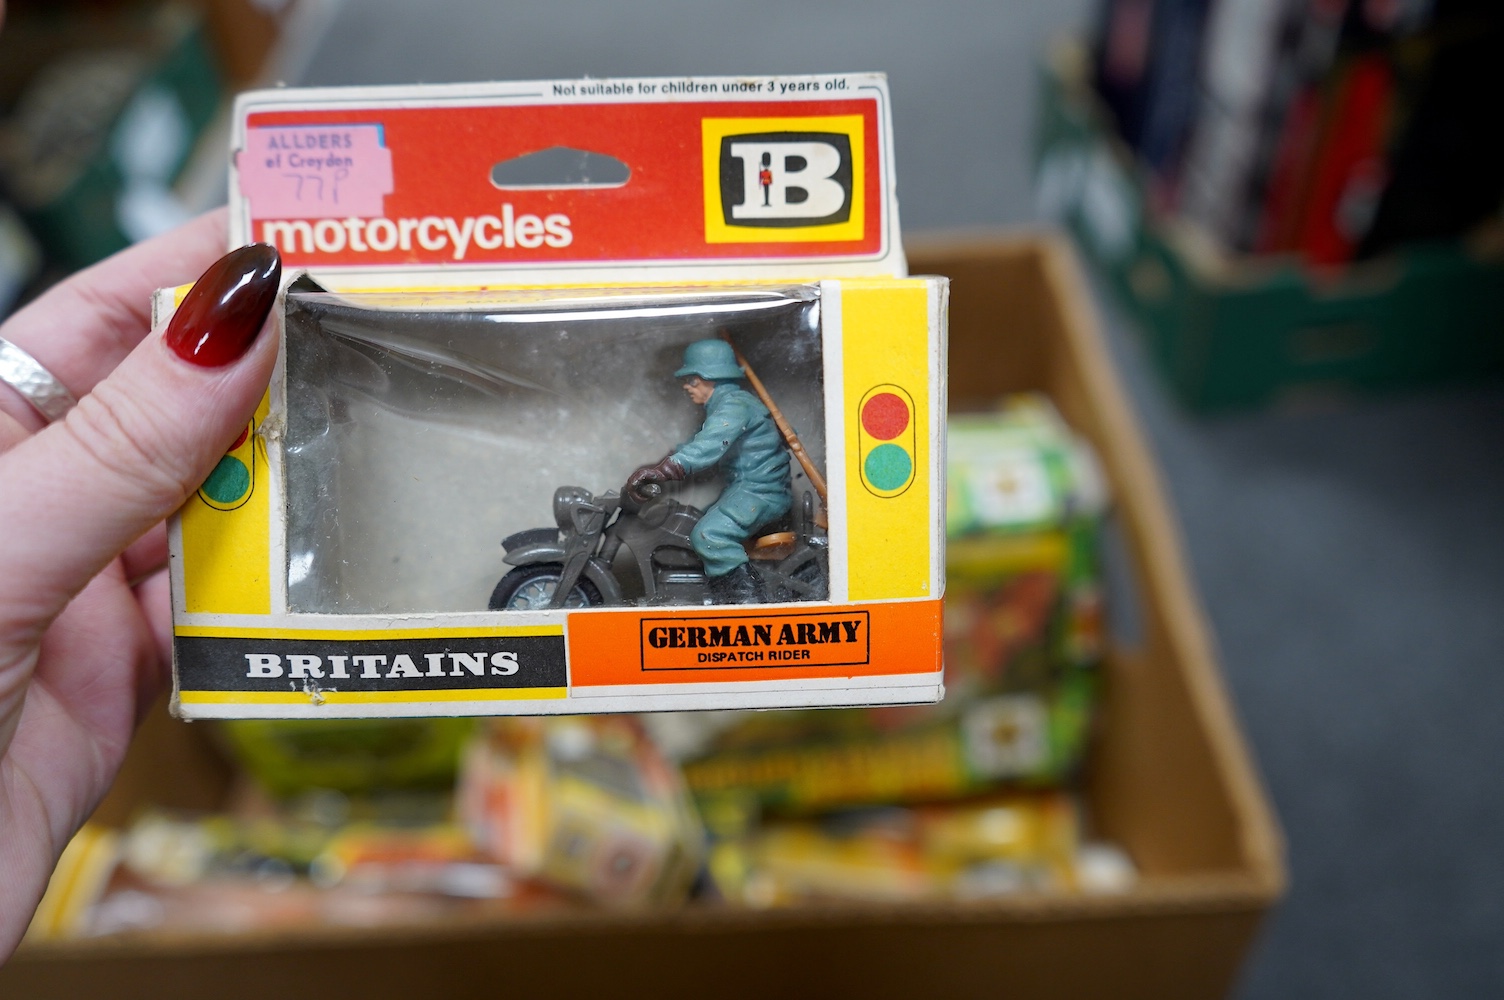 Not suitable for children under 3 years old.
ALLDERS
of Croydon
77P
B
motorcycles
BRITAINS
GERMAN ARMY
DISPATCH RIDER